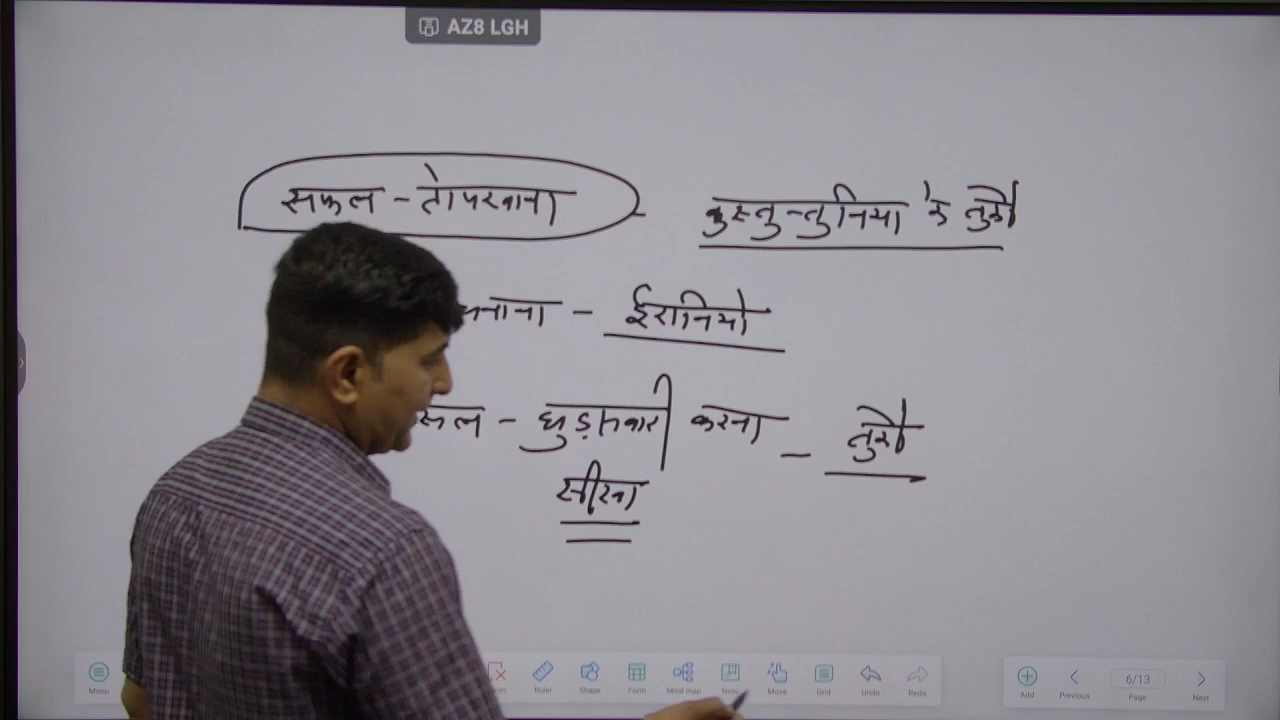 AZ8 LGH
सफल - तोपखाना
कुस्तु-तुनिया के तुर्को
ईरानियो
घुड़सवारी करना - तुर्को
सीखा
Menu
Ruler
Shape
Form
Mind map
Note
Move
Grid
Undo
Redo
Add
Previous
6/13
Page
Next